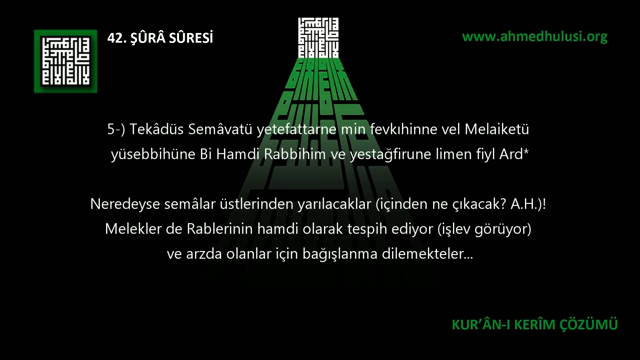 42. ŞÛRÂ SÛRESİ
www.ahmedhulusi.org
5-) Tekâdüs Semâvatü yetefattarne min fevkıhinne vel Melaiketü
yüsebbihüne Bi Hamdi Rabbihim ve yestağfirune limen fiyl Ard*
Neredeyse semâlar üstlerinden yarılacaklar (içinden ne çıkacak? A.H.)!
Melekler de Rablerinin hamdi olarak tespih ediyor (işlev görüyor)
ve arzda olanlar için bağışlanma dilemekteler...
KUR’ÂN-I KERÎM ÇÖZÜMÜ